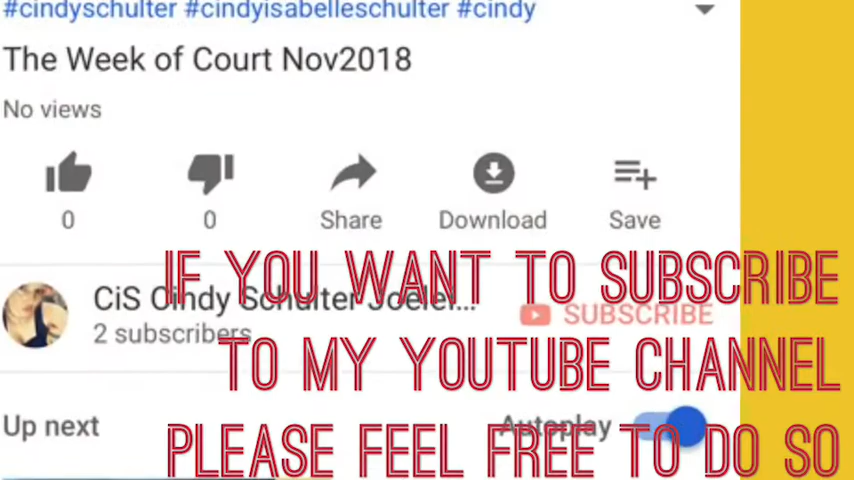 #cindyschulter #cindyisabelleschulter #cindy
The Week of Court Nov2018
No views
0 0 Share Download Save
IF YOU WANT TO SUBSCRIBE
CiS Cindy Schulter Joelei...
SUBSCRIBE
2 subscribers
TO MY YOUTUBE CHANNEL
Up next Autoplay
PLEASE FEEL FREE TO DO SO